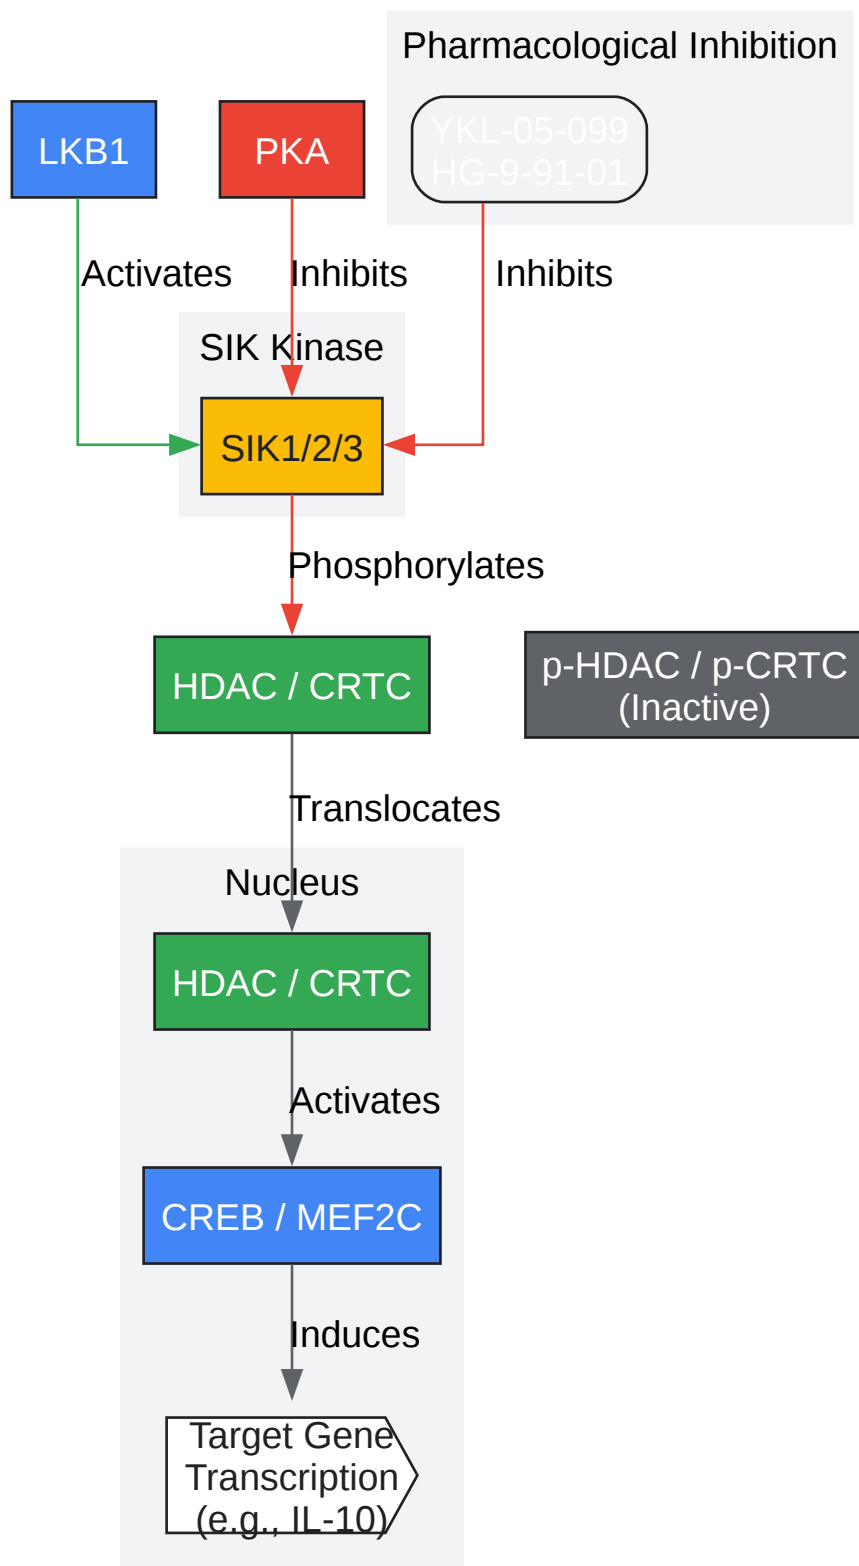 Pharmacological Inhibition
LKB1
PKA
YKL-05-099
HG-9-91-01
Activates
Inhibits
Inhibits
SIK Kinase
SIK1/2/3
Phosphorylates
HDAC / CRTC
p-HDAC / p-CRTC
(Inactive)
Translocates
Nucleus
HDAC / CRTC
Activates
CREB / MEF2C
Induces
Target Gene
Transcription
(e.g., IL-10)